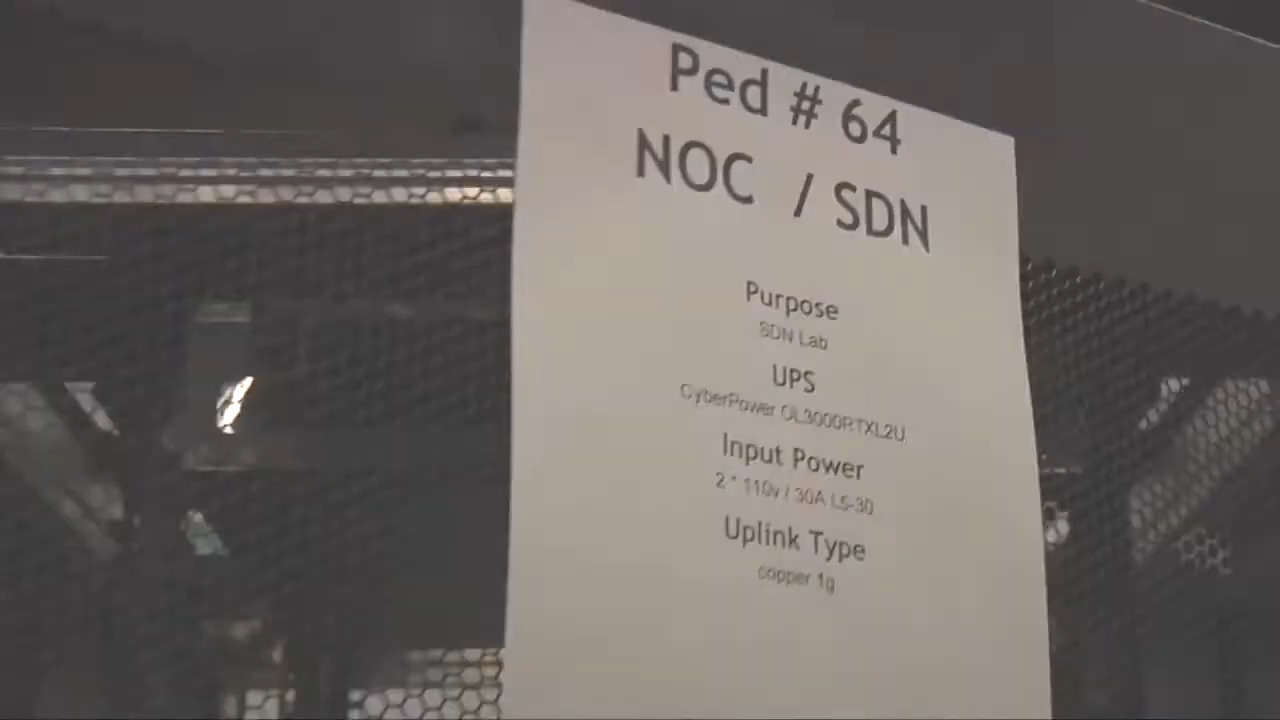 Ped # 64
NOC / SDN
Purpose
SDN Lab
UPS
CyberPower OL3000RTXL2U
Input Power
2 * 110v / 30A L5-30
Uplink Type
copper 1g